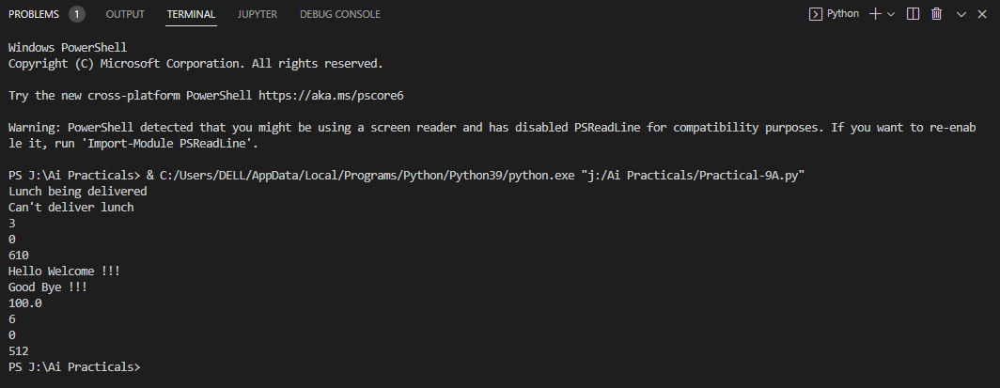 PROBLEMS 1 OUTPUT TERMINAL JUPYTER DEBUG CONSOLE Python
Windows PowerShell
Copyright (C) Microsoft Corporation. All rights reserved.
Try the new cross-platform PowerShell https://aka.ms/pscore6
Warning: PowerShell detected that you might be using a screen reader and has disabled PSReadLine for compatibility purposes. If you want to re-enab
le it, run 'Import-Module PSReadLine'.
PS J:\Ai Practicals> & C:/Users/DELL/AppData/Local/Programs/Python/Python39/python.exe "j:/Ai Practicals/Practical-9A.py"
Lunch being delivered
Can't deliver lunch
3
0
610
Hello Welcome !!!
Good Bye !!!
100.0
6
0
512
PS J:\Ai Practicals>